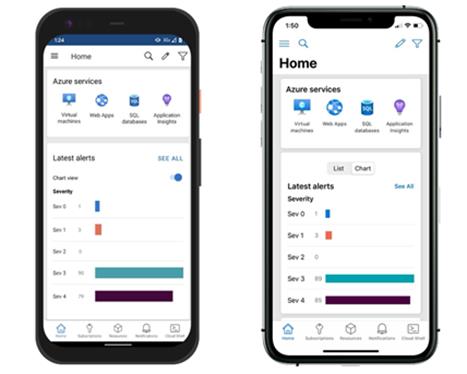 1:24
Home
Azure services
Virtual machines
Web Apps
SQL databases
Application Insights
Latest alerts
SEE ALL
Chart view
Severity
Sev 0 1
Sev 1 3
Sev 2 0
Sev 3 90
Sev 4
Home
Subscriptions
Resources
Notifications
Cloud Shell
1:50
Home
Azure services
Virtual machines
Web Apps
SQL databases
Application Insights
List
Chart
Latest alerts
See All
Severity
Sev 0 1
Sev 1 3
Sev 2 0
Sev 3 89
Sev 4 85
Home
Subscriptions
Resources
Notifications
Cloud Shell